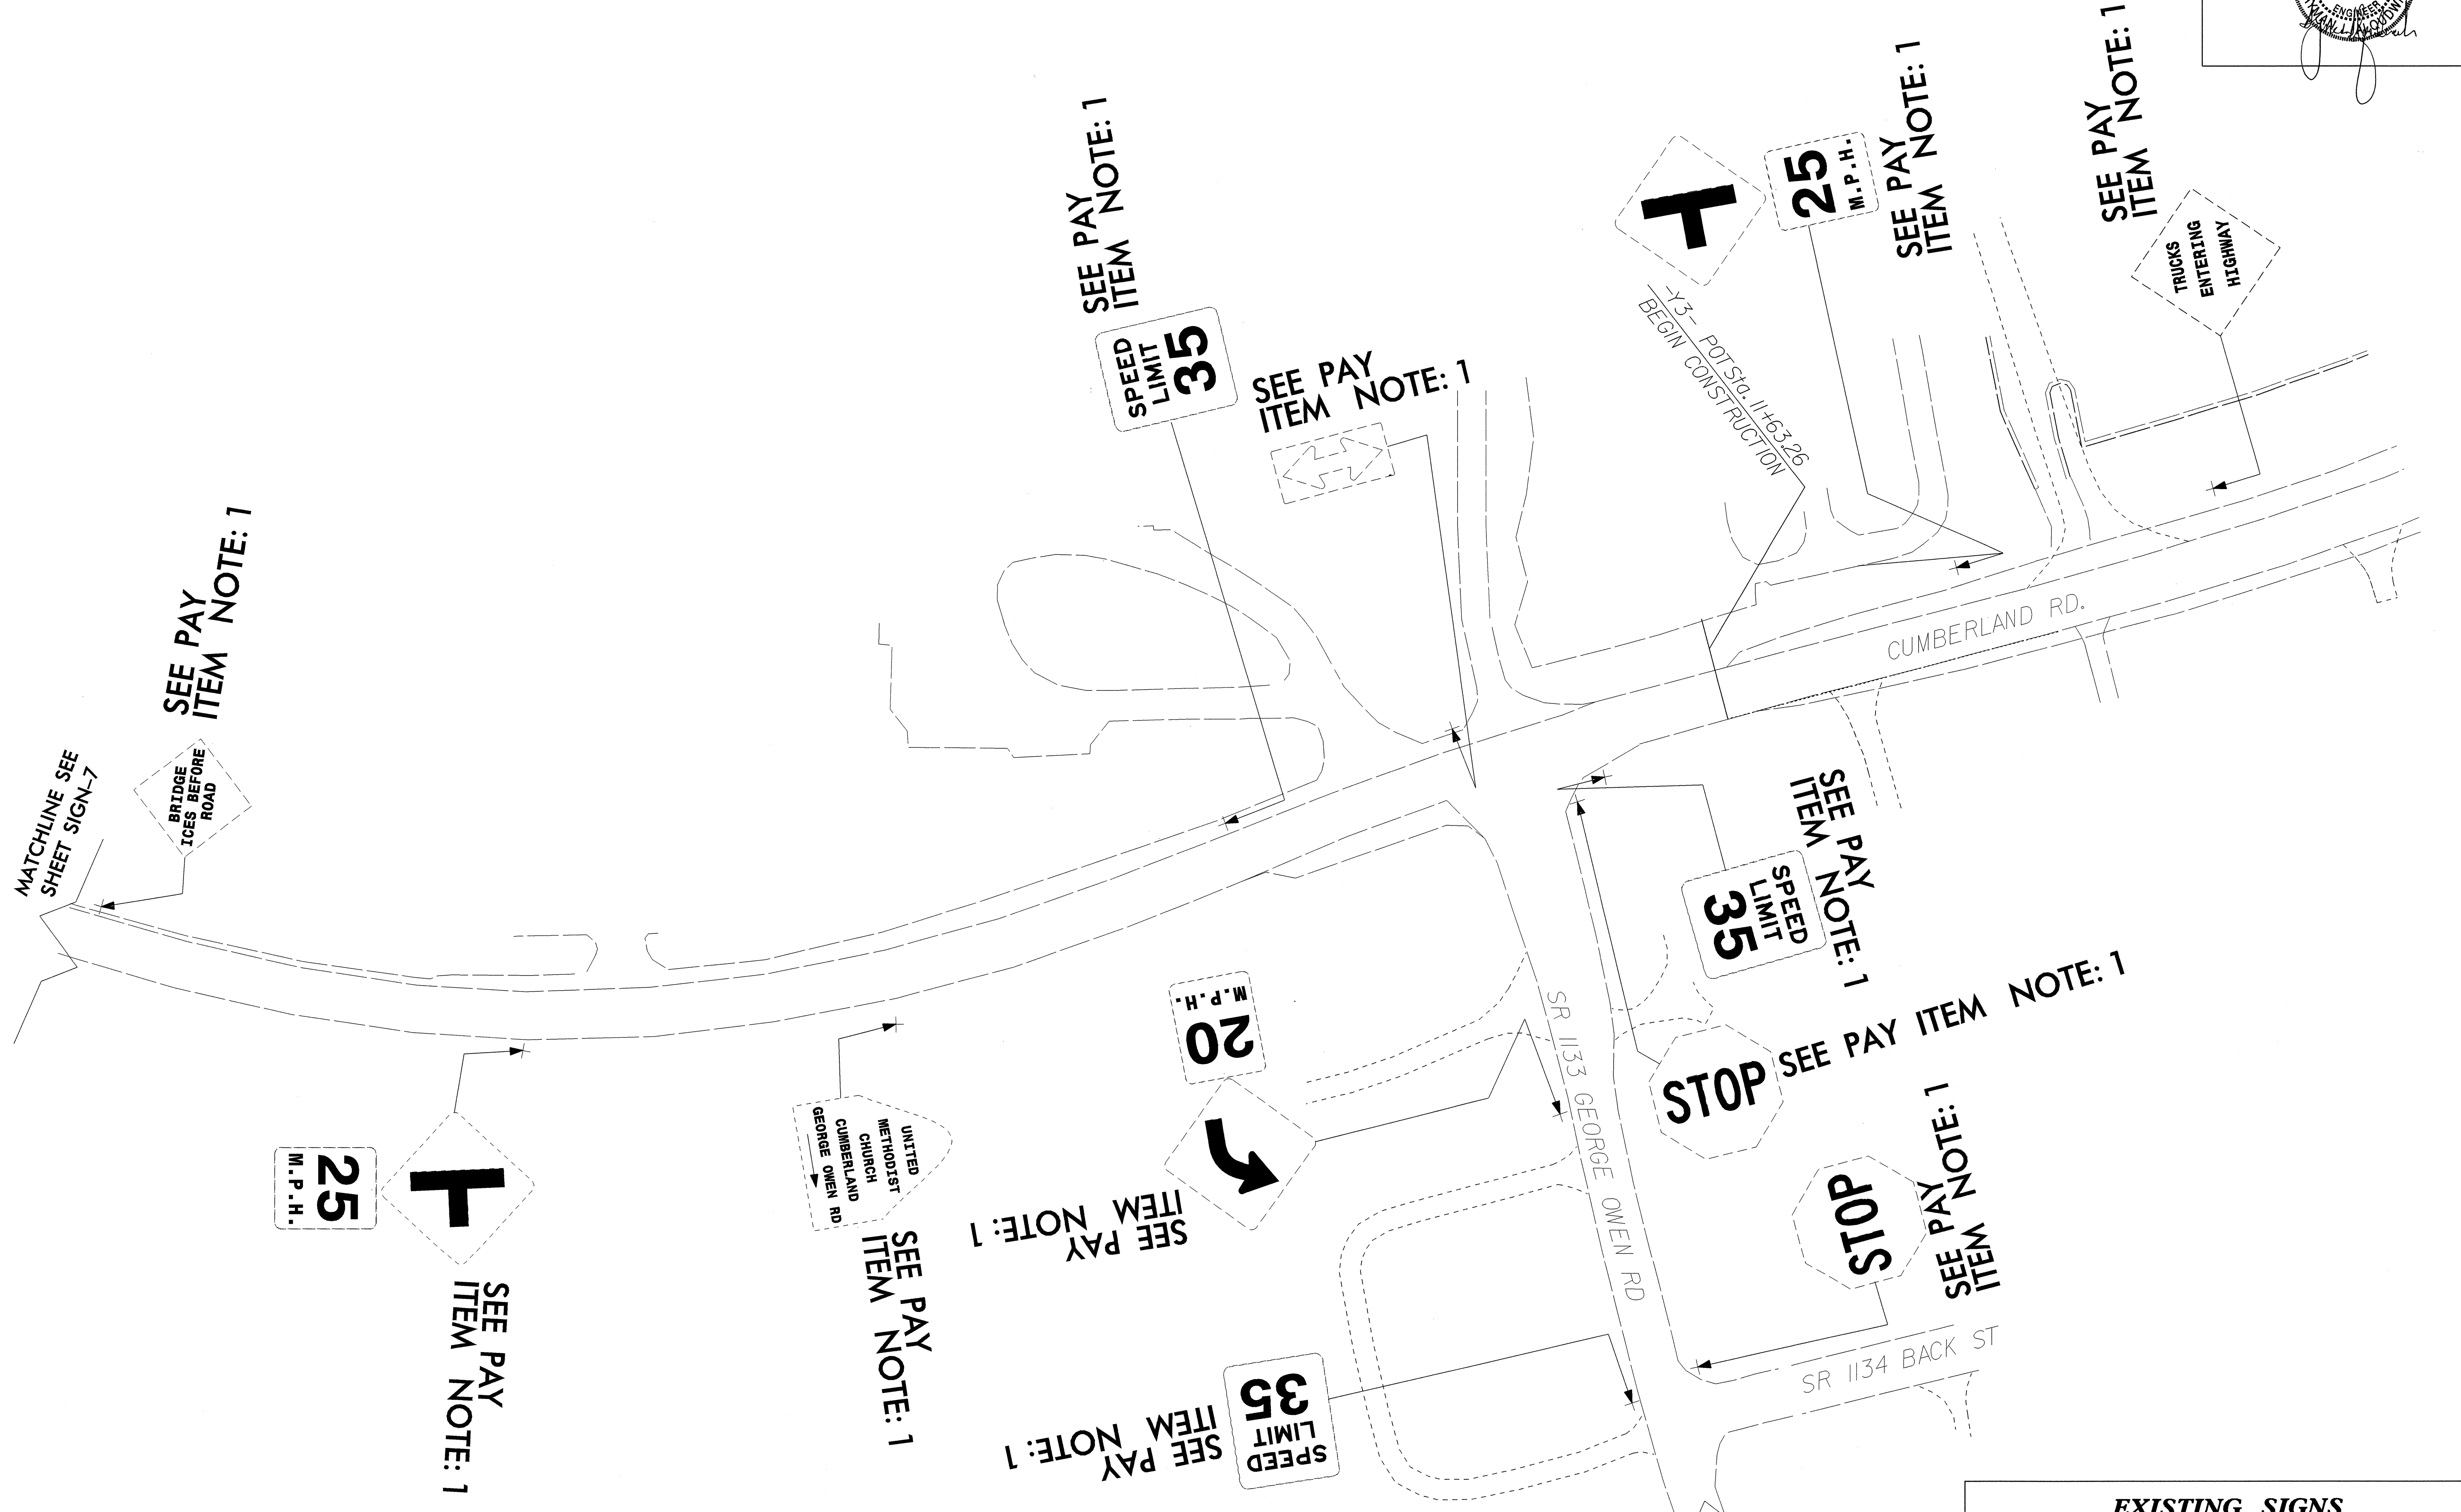 ENGINEER
SEE PAY
ITEM NOTE: 1
SPEED
LIMIT
35
SEE PAY
ITEM NOTE: 1
25
M.P.H.
SEE PAY
ITEM NOTE: 1
SEE PAY
ITEM NOTE: 1
TRUCKS
ENTERING
HIGHWAY
-Y3- POT Sta. 11+63.26
BEGIN CONSTRUCTION
CUMBERLAND RD.
SEE PAY
ITEM NOTE: 1
BRIDGE
ICES BEFORE
ROAD
MATCHLINE SEE
SHEET SIGN-7
SPEED
LIMIT
35
SEE PAY
ITEM NOTE: 1
STOP
SEE PAY ITEM NOTE: 1
STOP
SEE PAY
ITEM NOTE: 1
SR 1133 GEORGE OWEN RD
SR 1134 BACK ST
20
M.P.H.
SEE PAY
ITEM NOTE: 1
UNITED
METHODIST
CHURCH
CUMBERLAND
GEORGE OWEN RD
SEE PAY
ITEM NOTE: 1
25
M.P.H.
SEE PAY
ITEM NOTE: 1
SPEED
LIMIT
35
SEE PAY
ITEM NOTE: 1
EXISTING SIGNS